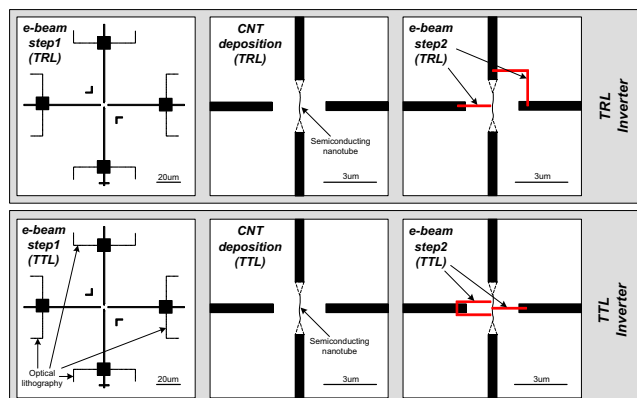 e-beam
step1
(TRL)
20um
CNT
deposition
(TRL)
Semiconducting
nanotube
3um
e-beam
step2
(TRL)
3um
TRL
Inverter
e-beam
step1
(TTL)
Optical
lithography
20um
CNT
deposition
(TTL)
Semiconducting
nanotube
3um
e-beam
step2
(TTL)
3um
TTL
Inverter